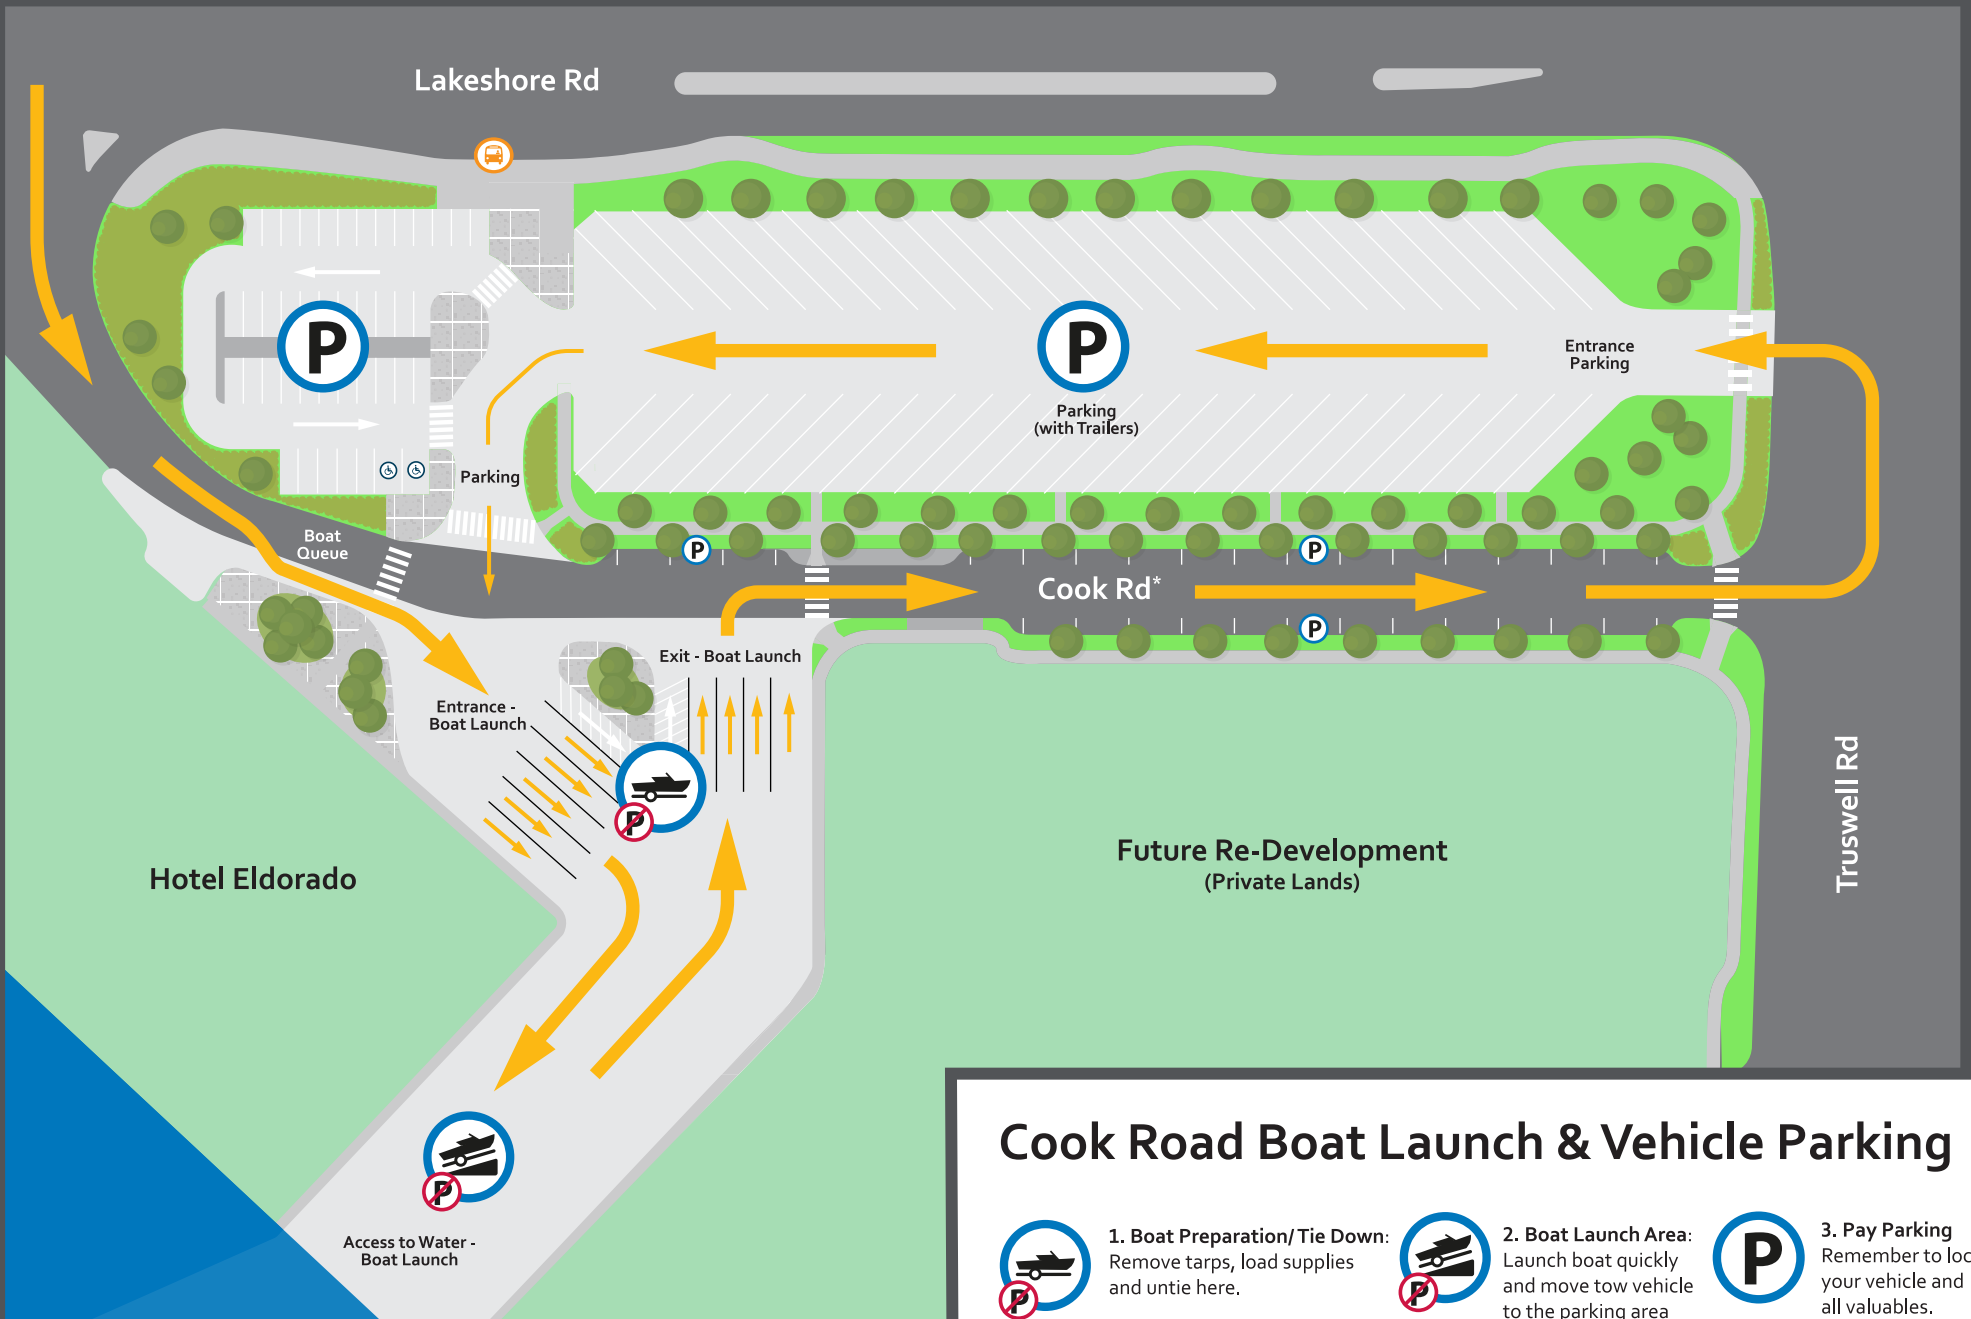 Lakeshore Rd
P
P
Entrance
Parking
Parking
(with Trailers)
Parking
Boat
Queue
P
P
Cook Rd*
P
Exit - Boat Launch
Entrance -
Boat Launch
P
Truswell Rd
Hotel Eldorado
Future Re-Development
(Private Lands)
P
Access to Water -
Boat Launch
Cook Road Boat Launch & Vehicle Parking
P
1. Boat Preparation/ Tie Down:
Remove tarps, load supplies
and untie here.
P
2. Boat Launch Area:
Launch boat quickly
and move tow vehicle
to the parking area
P
3. Pay Parking
Remember to loc
your vehicle and
all valuables.